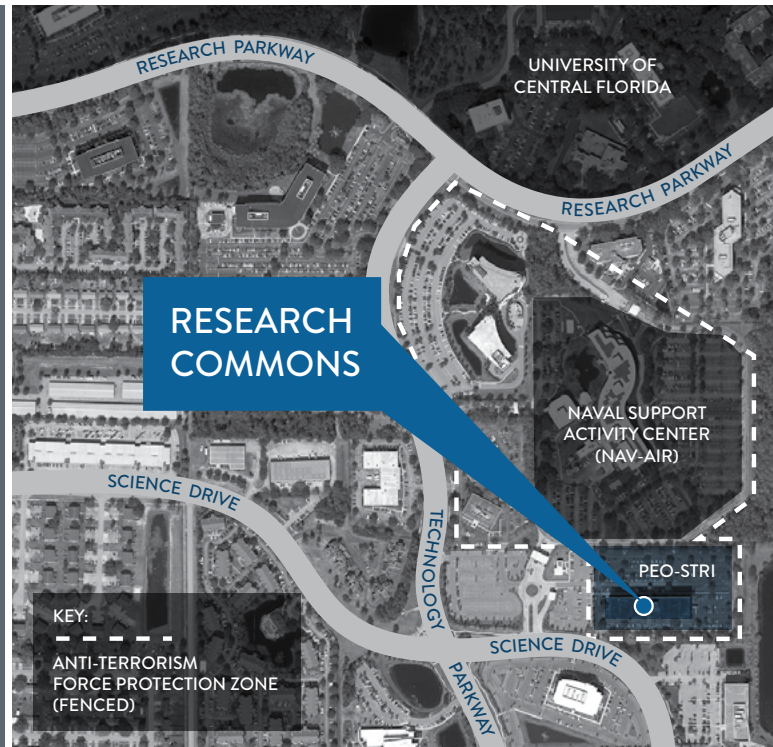 RESEARCH PARKWAY
UNIVERSITY OF
CENTRAL FLORIDA
RESEARCH PARKWAY
RESEARCH
COMMONS
NAVAL SUPPORT
ACTIVITY CENTER
(NAV-AIR)
SCIENCE DRIVE
TECHNOLOGY
PARKWAY
PEO-STRI
SCIENCE DRIVE
KEY:
ANTI-TERRORISM
FORCE PROTECTION ZONE
(FENCED)